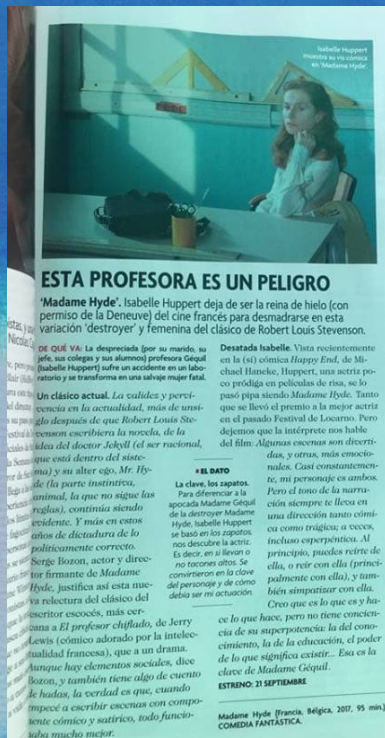 Isabelle Huppert
muestra su vis cómica
en 'Madame Hyde'.
ESTA PROFESORA ES UN PELIGRO
'Madame Hyde'. Isabelle Huppert deja de ser la reina de hielo (con
permiso de la Deneuve) del cine francés para desmadrarse en esta
variación 'destroyer' y femenina del clásico de Robert Louis Stevenson.
DE QUÉ VA: La despreciada (por su marido, su
jefe, sus colegas y sus alumnos) profesora Géquil
(Isabelle Huppert) sufre un accidente en un labo-
ratorio y se transforma en una salvaje mujer fatal.
Un clásico actual. La validez y pervi-
vencia en la actualidad, más de un si-
glo después de que Robert Louis Ste-
venson escribiera la novela, de la
idea del doctor Jekyll (el ser racional,
que está dentro del siste-
ma) y su alter ego, Mr. Hy-
de (la parte instintiva,
animal, la que no sigue las
reglas), continúa siendo
evidente. Y más en estos
años de dictadura de lo
políticamente correcto.
Serge Bozon, actor y direc-
tor firmante de Madame
Hyde, justifica así esta nue-
va relectura del clásico del
escritor escocés, más cer-
cana a El profesor chiflado, de Jerry
Lewis (cómico adorado por la intelec-
tualidad francesa), que a un drama.
Aunque hay elementos sociales, dice
Bozon, y también tiene algo de cuento
de hadas, la verdad es que, cuando
empecé a escribir escenas con compo-
nente cómico y satírico, todo funcio-
naba mucho mejor.
EL DATO
La clave, los zapatos.
Para diferenciar a la
apocada Madame Géquil
de la destroyer Madame
Hyde, Isabelle Huppert
se basó en los zapatos,
nos descubre la actriz.
Es decir, en si llevan o
no tacones altos. Se
convirtieron en la clave
del personaje y de cómo
debía ser mi actuación.
Desatada Isabelle. Vista recientemente
en la (sí) cómica Happy End, de Mi-
chael Haneke, Huppert, una actriz po-
co pródiga en películas de risa, se lo
pasó pipa siendo Madame Hyde. Tanto
que se llevó el premio a la mejor actriz
en el pasado Festival de Locarno. Pero
dejemos que la intérprete nos hable
del film: Algunas escenas son diverti-
das, y otras, más emocio-
nales. Casi constantemen-
te, mi personaje es ambos.
Pero el tono de la narra-
ción siempre te lleva en
una dirección tanto cómi-
ca como trágica; a veces,
incluso esperpéntica. Al
principio, puedes reírte de
ella, o reír con ella (princi-
palmente con ella), y tam-
bién simpatizar con ella.
Creo que es lo que es y ha-
ce lo que hace, pero no tiene concien-
cia de su superpotencia: la del cono-
cimiento, la de la educación, el poder
de lo que significa existir... Esa es la
clave de Madame Géquil.
ESTRENO: 21 SEPTIEMBRE
Madame Hyde (Francia, Bélgica, 2017, 95 min.)
COMEDIA FANTÁSTICA.